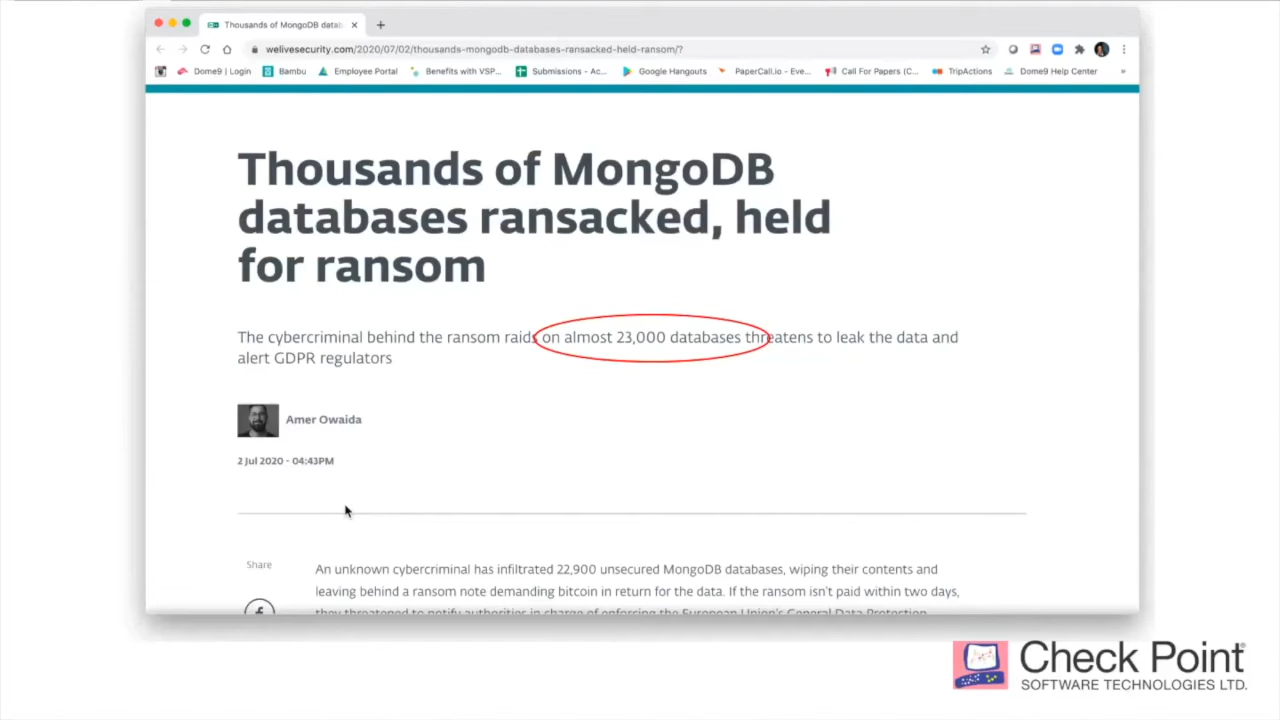 Thousands of MongoDB datab
welivesecurity.com/2020/07/02/thousands-mongodb-databases-ransacked-held-ransom/?
Dome9 | Login Bambu Employee Portal Benefits with VSP... Submissions - Ac... Google Hangouts PaperCall.io - Eve... Call For Papers (C... TripActions Dome9 Help Center »
Thousands of MongoDB
databases ransacked, held
for ransom
The cybercriminal behind the ransom raids on almost 23,000 databases threatens to leak the data and
alert GDPR regulators
Amer Owaida
2 Jul 2020 - 04:43PM
Share
An unknown cybercriminal has infiltrated 22,900 unsecured MongoDB databases, wiping their contents and
leaving behind a ransom note demanding bitcoin in return for the data. If the ransom isn't paid within two days,
they threatened to notify authorities in charge of enforcing the European Union's General Data Protection
Check Point
SOFTWARE TECHNOLOGIES LTD.